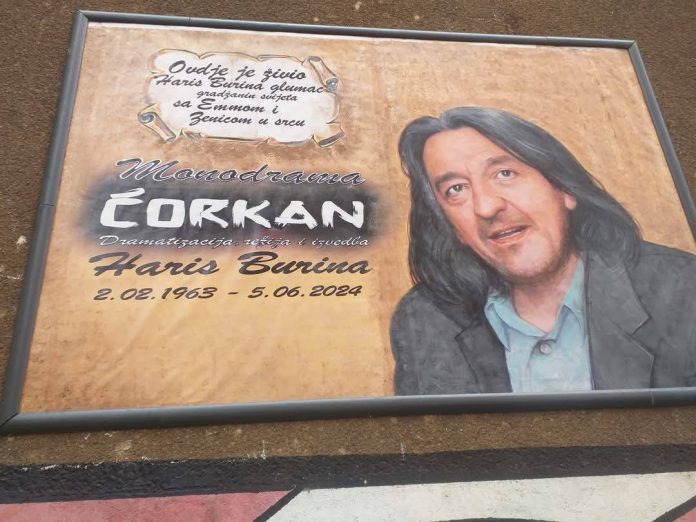 Ovdje je živio
Haris Burina glumac
građanin svijeta
sa Emmom i
Zenicom u srcu
Monodrama
ĆORKAN
Dramatizacija, režija i izvedba
Haris Burina
2.02.1963 - 5.06.2024